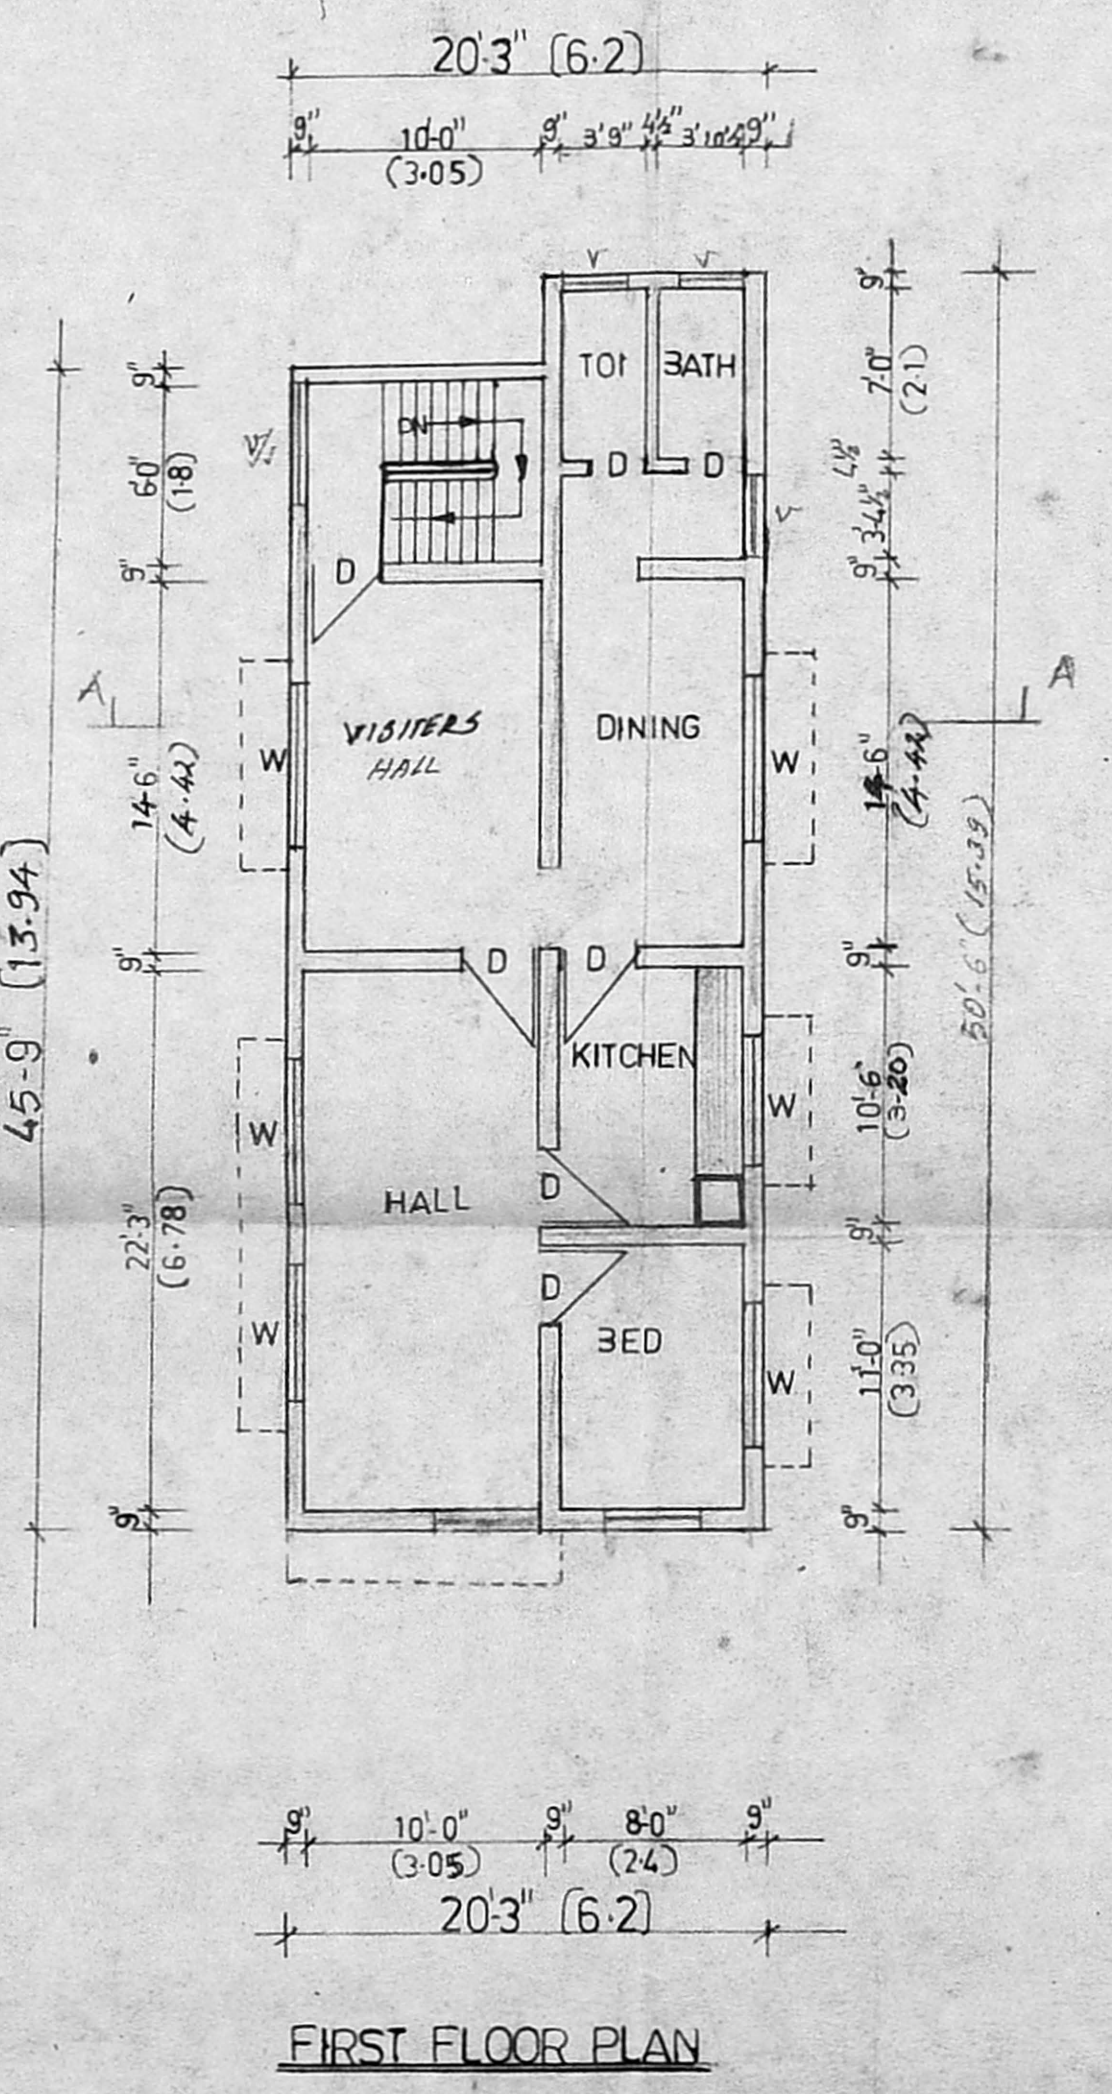 20'-3" (6.2)
9" 10'-0" 9" 3'9" 4½" 3'10½ 9"
(3.05)
V V
9"
9"
TOI BATH
7'-0"
(2.1)
9"
DN
V
6'0"
(1.8)
D D
4½"
3'-4½"
V
9"
D
9"
A A
VISITERS
HALL
DINING
W W
14-6"
(4.42)
14-6"
(4.42)
45-9" (13.94)
50'-6" (15.39)
9"
D D
9"
KITCHEN
10'-6"
(3.20)
W W
HALL
D
22'-3"
(6.78)
9"
D
W
BED
W
11'-0"
(3.35)
9"
9"
9" 10'-0" 9" 8'-0" 9"
(3.05) (2.4)
20'-3" (6.2)
FIRST FLOOR PLAN